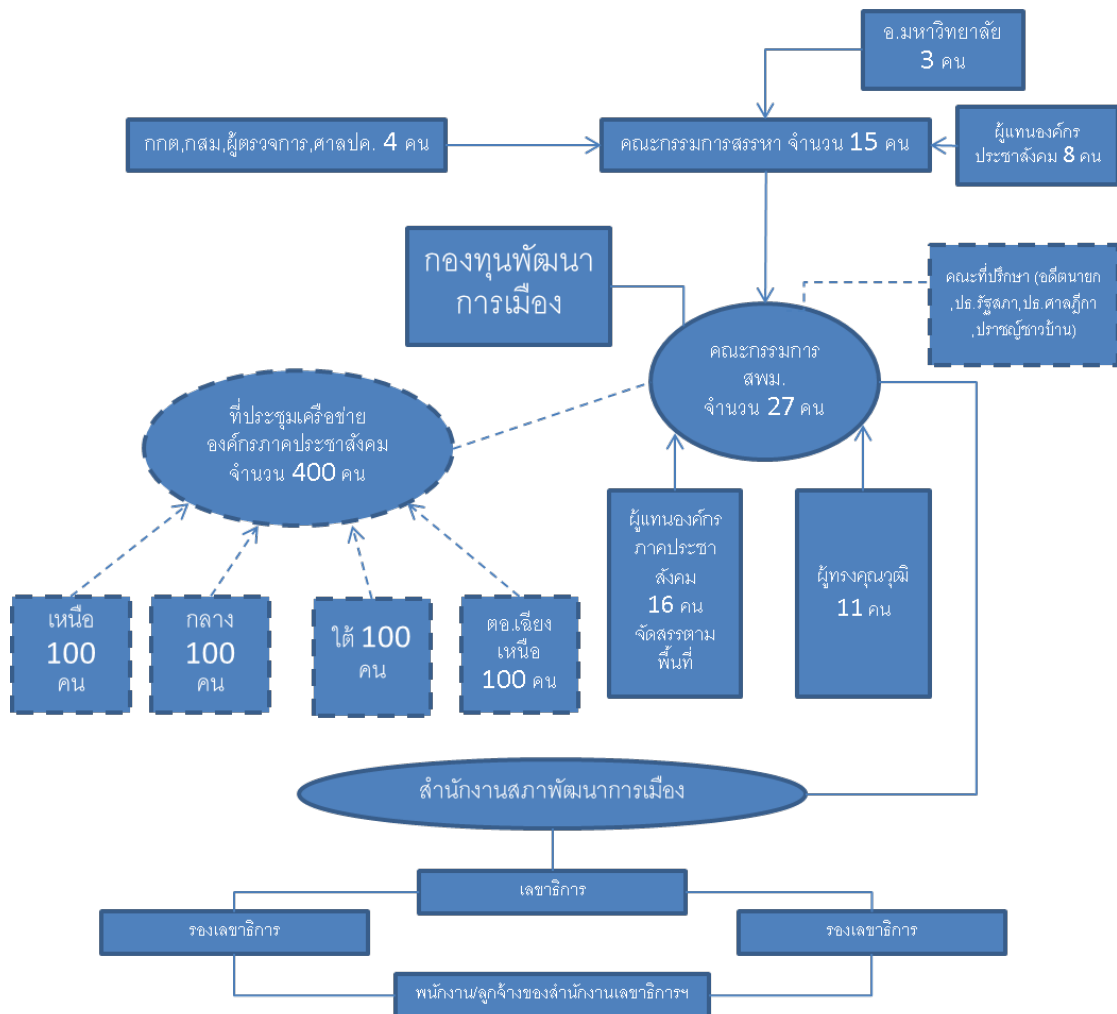 อ.มหาวิทยาลัย
3 คน
กกต,กสม,ผู้ตรวจการ,ศาลปค. 4 คน
คณะกรรมการสรรหา จำนวน 15 คน
ผู้แทนองค์กร
ประชาสังคม 8 คน
กองทุนพัฒนา
การเมือง
คณะที่ปรึกษา (อดีตนายก
,ปธ.รัฐสภา,ปธ.ศาลฎีกา
,ปราชญ์ชาวบ้าน)
คณะกรรมการ
สพม.
จำนวน 27 คน
ที่ประชุมเครือข่าย
องค์กรภาคประชาสังคม
จำนวน 400 คน
เหนือ
100
คน
กลาง
100
คน
ใต้ 100
คน
ตอ.เฉียง
เหนือ
100 คน
ผู้แทนองค์กร
ภาคประชา
สังคม
16 คน
จัดสรรตาม
พื้นที่
ผู้ทรงคุณวุฒิ
11 คน
สำนักงานสภาพัฒนาการเมือง
เลขาธิการ
รองเลขาธิการ
รองเลขาธิการ
พนักงาน/ลูกจ้างของสำนักงานเลขาธิการฯ